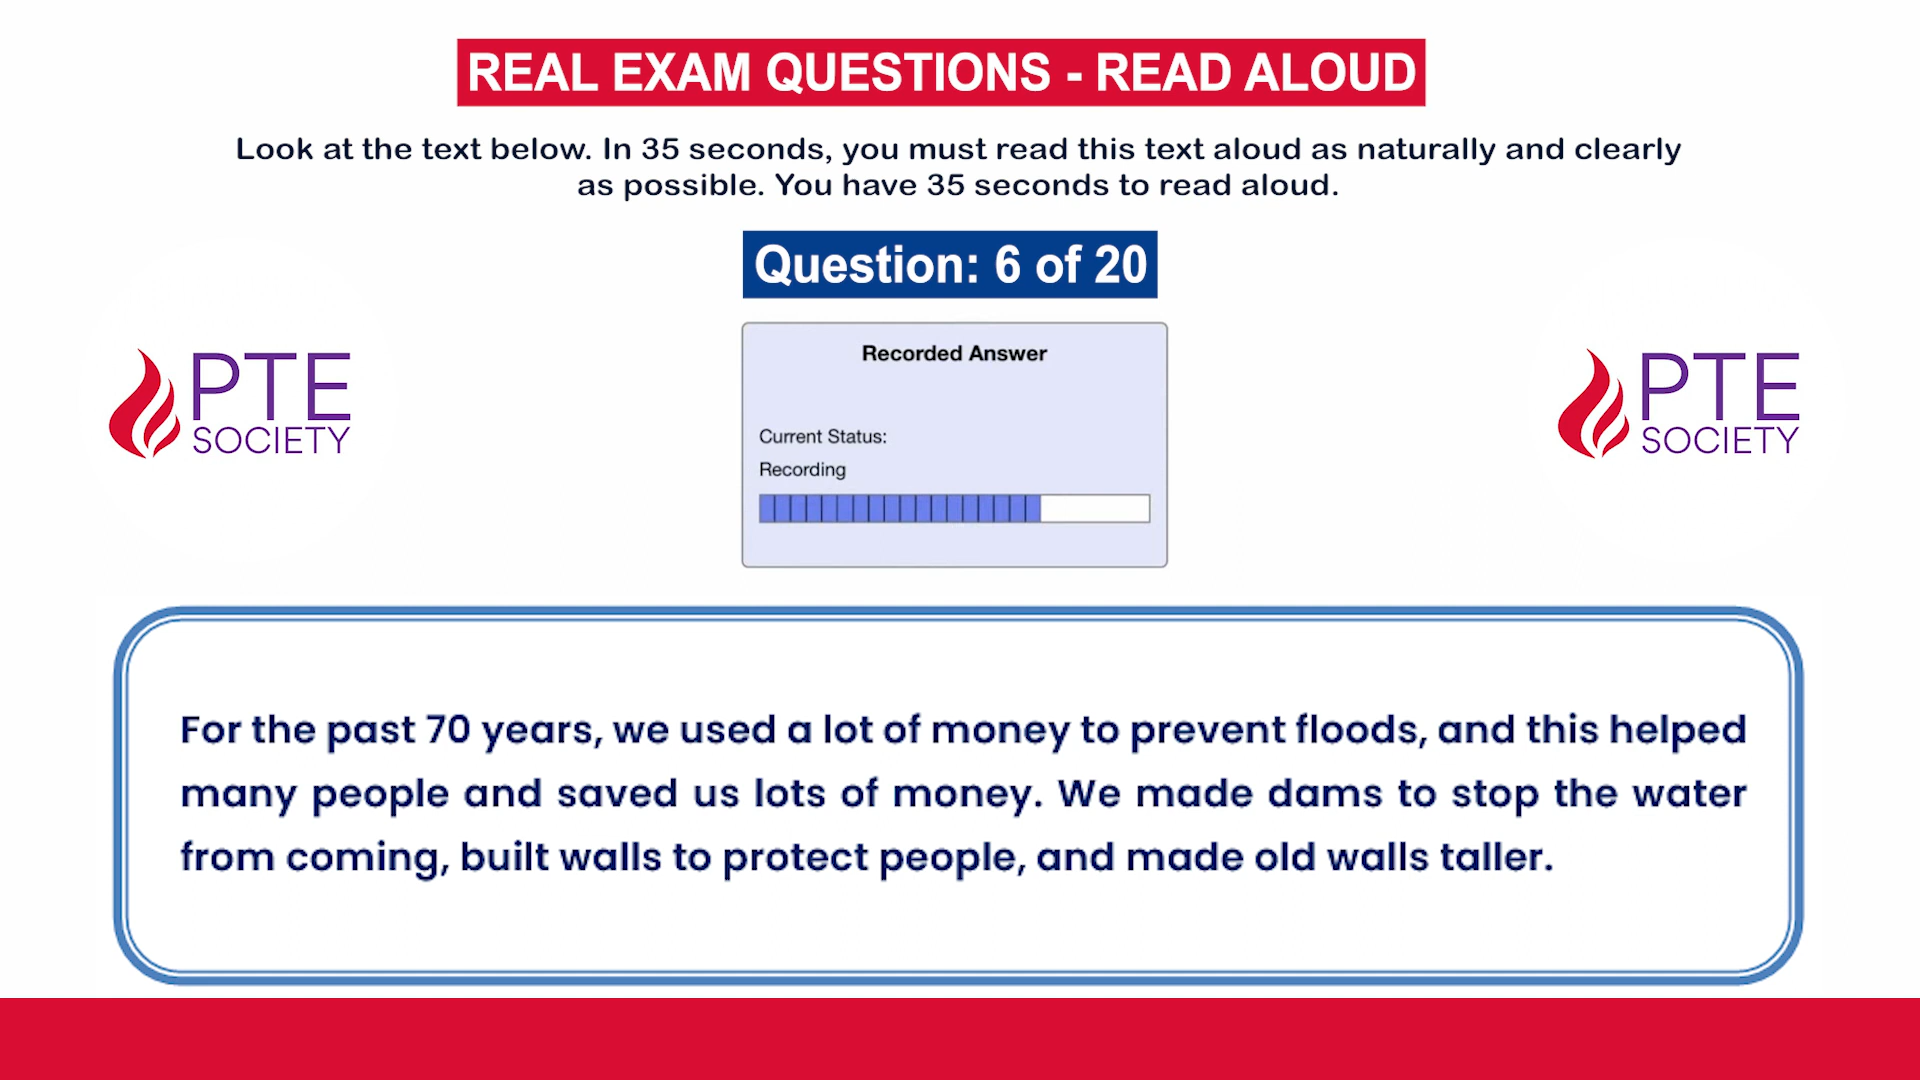 REAL EXAM QUESTIONS - READ ALOUD
Look at the text below. In 35 seconds, you must read this text aloud as naturally and clearly
as possible. You have 35 seconds to read aloud.
Question: 6 of 20
PTE
SOCIETY
Recorded Answer
Current Status:
Recording
PTE
SOCIETY
For the past 70 years, we used a lot of money to prevent floods, and this helped
many people and saved us lots of money. We made dams to stop the water
from coming, built walls to protect people, and made old walls taller.